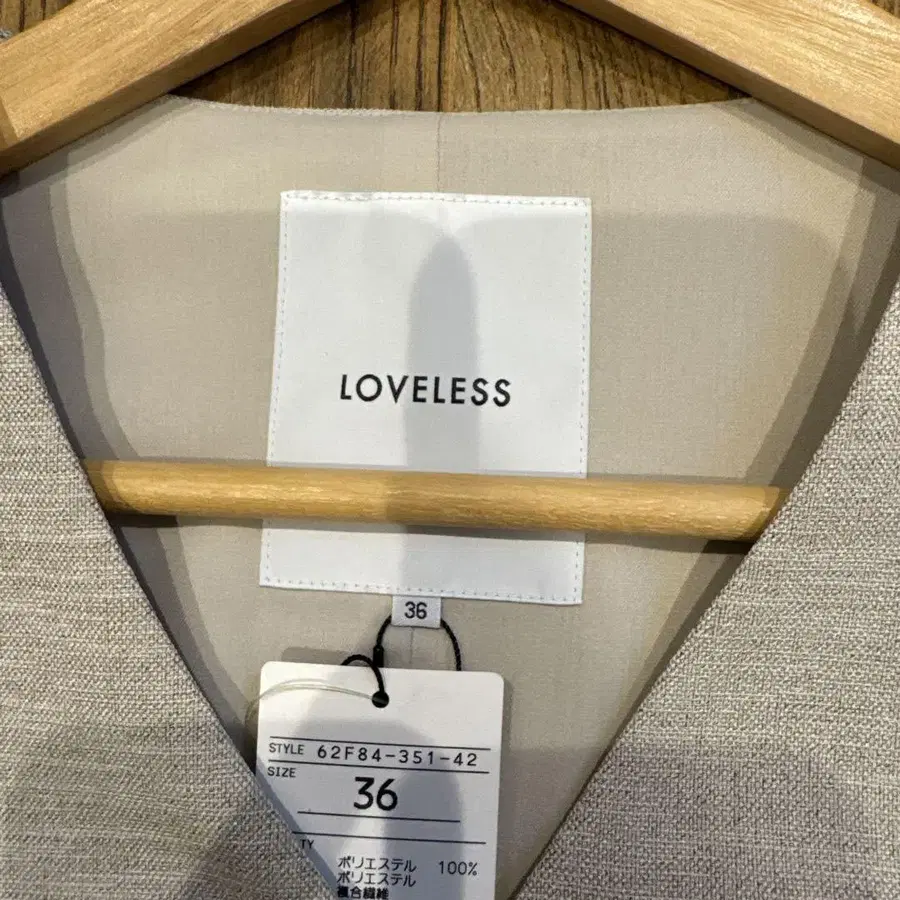 LOVELESS
36
STYLE 62F84-351-42
SIZE
36
TY
ポリエステル 100%
ポリエステル
複合繊維